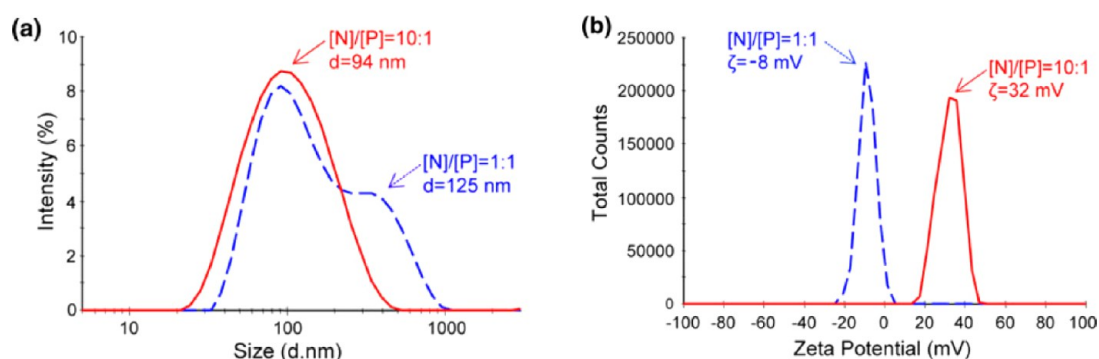 (a)
10
8
6
4
2
0
Intensity (%)
[N]/[P]=10:1
d=94 nm
[N]/[P]=1:1
d=125 nm
10
100
1000
Size (d.nm)
(b)
250000
200000
150000
100000
50000
0
Total Counts
[N]/[P]=1:1
ζ=-8 mV
[N]/[P]=10:1
ζ=32 mV
-100 -80 -60 -40 -20 0 20 40 60 80 100
Zeta Potential (mV)